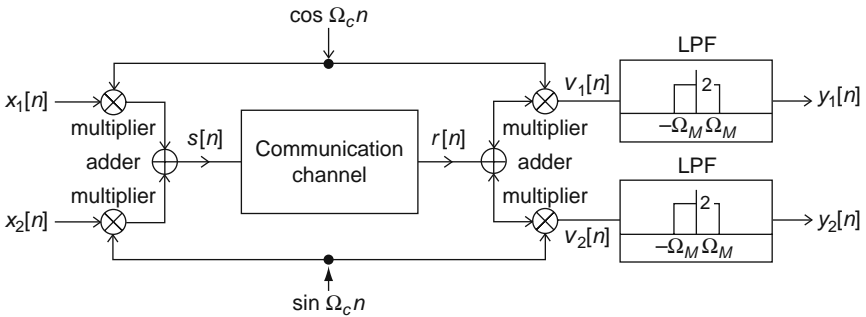 cos Ω_c n
LPF
x_1[n]
v_1[n]
2
y_1[n]
multiplier
multiplier
−Ω_M Ω_M
s[n]
r[n]
adder
Communication
channel
adder
LPF
multiplier
multiplier
x_2[n]
2
y_2[n]
v_2[n]
−Ω_M Ω_M
sin Ω_c n